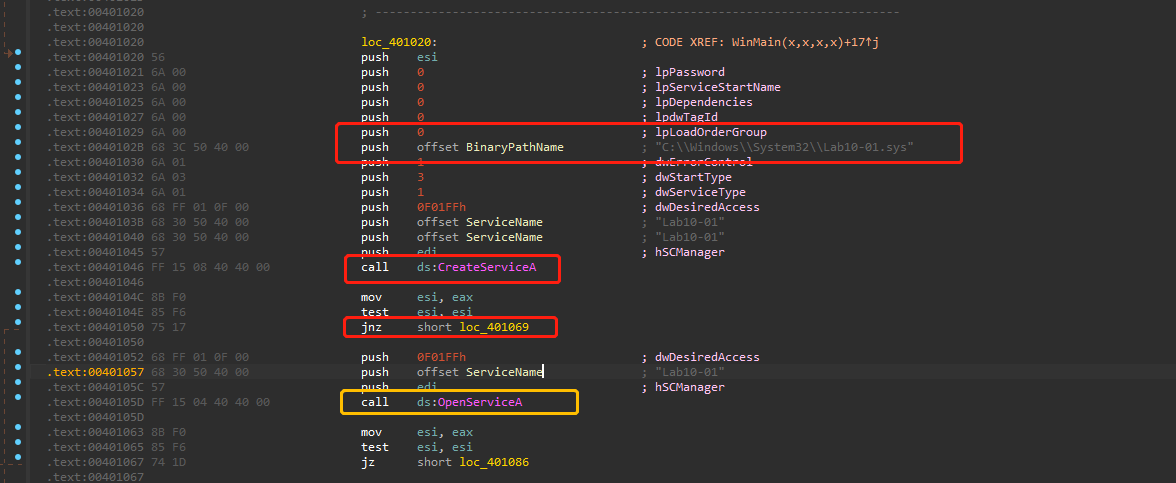 .text:00401020 ; ---------------------------------------------------------------------------
.text:00401020
.text:00401020 loc_401020: ; CODE XREF: WinMain(x,x,x,x)+17↑j
.text:00401020 56 push esi
.text:00401021 6A 00 push 0 ; lpPassword
.text:00401023 6A 00 push 0 ; lpServiceStartName
.text:00401025 6A 00 push 0 ; lpDependencies
.text:00401027 6A 00 push 0 ; lpdwTagId
.text:00401029 6A 00 push 0 ; lpLoadOrderGroup
.text:0040102B 68 3C 50 40 00 push offset BinaryPathName ; "C:\\Windows\\System32\\Lab10-01.sys"
.text:00401030 6A 01 push 1 ; dwErrorControl
.text:00401032 6A 03 push 3 ; dwStartType
.text:00401034 6A 01 push 1 ; dwServiceType
.text:00401036 68 FF 01 0F 00 push 0F01FFh ; dwDesiredAccess
.text:0040103B 68 30 50 40 00 push offset ServiceName ; "Lab10-01"
.text:00401040 68 30 50 40 00 push offset ServiceName ; "Lab10-01"
.text:00401045 57 push edi ; hSCManager
.text:00401046 FF 15 08 40 40 00 call ds:CreateServiceA
.text:00401046
.text:0040104C 8B F0 mov esi, eax
.text:0040104E 85 F6 test esi, esi
.text:00401050 75 17 jnz short loc_401069
.text:00401050
.text:00401052 68 FF 01 0F 00 push 0F01FFh ; dwDesiredAccess
.text:00401057 68 30 50 40 00 push offset ServiceName ; "Lab10-01"
.text:0040105C 57 push edi ; hSCManager
.text:0040105D FF 15 04 40 40 00 call ds:OpenServiceA
.text:0040105D
.text:00401063 8B F0 mov esi, eax
.text:00401065 85 F6 test esi, esi
.text:00401067 74 1D jz short loc_401086
.text:00401067